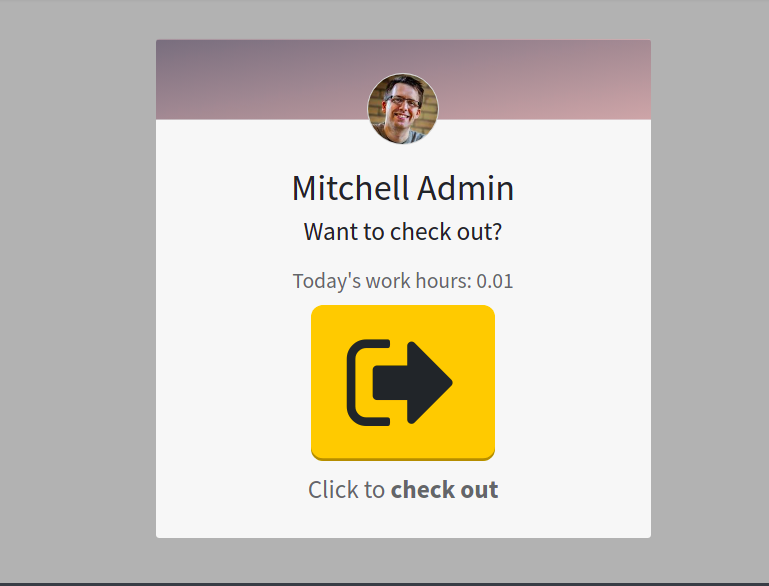 Mitchell Admin
Want to check out?
Today's work hours: 0.01
Click to check out